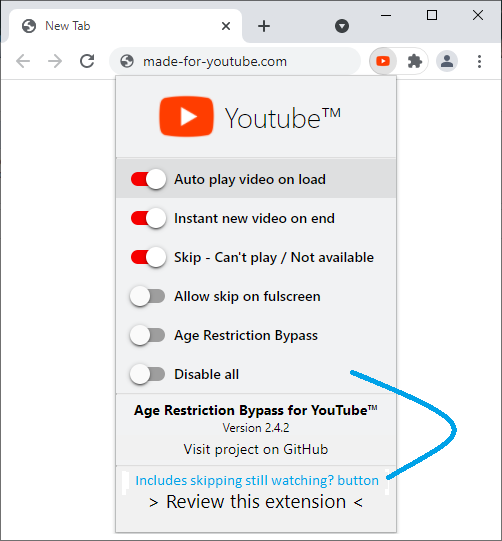 New Tab
made-for-youtube.com
Youtube™
Auto play video on load
Instant new video on end
Skip - Can't play / Not available
Allow skip on fulscreen
Age Restriction Bypass
Disable all
Age Restriction Bypass for YouTube™
Version 2.4.2
Visit project on GitHub
Includes skipping still watching? button
> Review this extension <